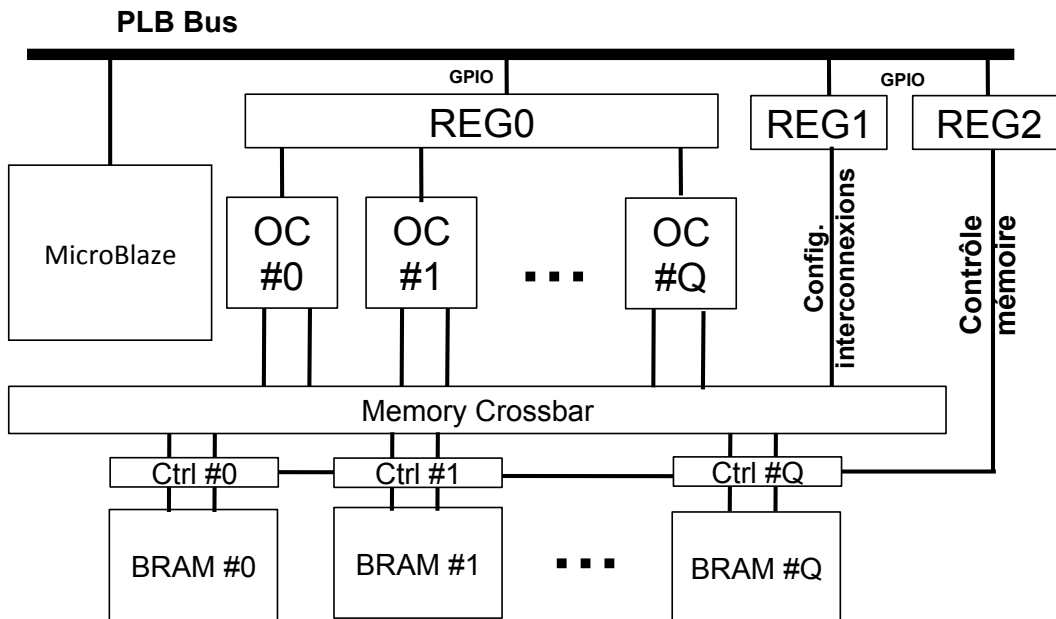 PLB Bus
GPIO
GPIO
REG0
REG1
REG2
MicroBlaze
OC
#0
OC
#1
OC
#Q
Config.
interconnexions
Contrôle
mémoire
Memory Crossbar
Ctrl #0
Ctrl #1
Ctrl #Q
BRAM #0
BRAM #1
BRAM #Q